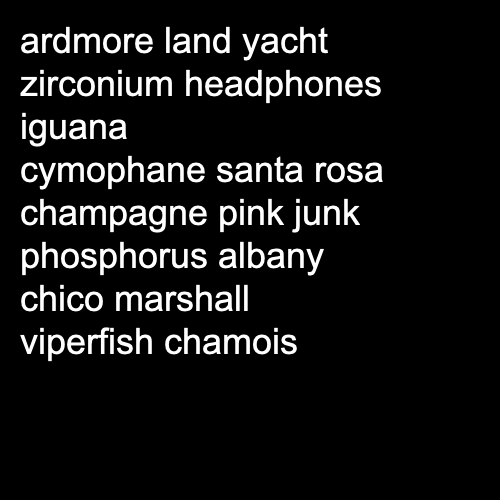 ardmore land yacht
zirconium headphones
iguana
cymophane santa rosa
champagne pink junk
phosphorus albany
chico marshall
viperfish chamois